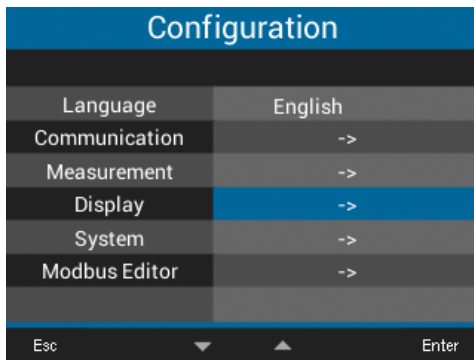 Configuration
Language English
Communication ->
Measurement ->
Display ->
System ->
Modbus Editor ->
Esc Enter